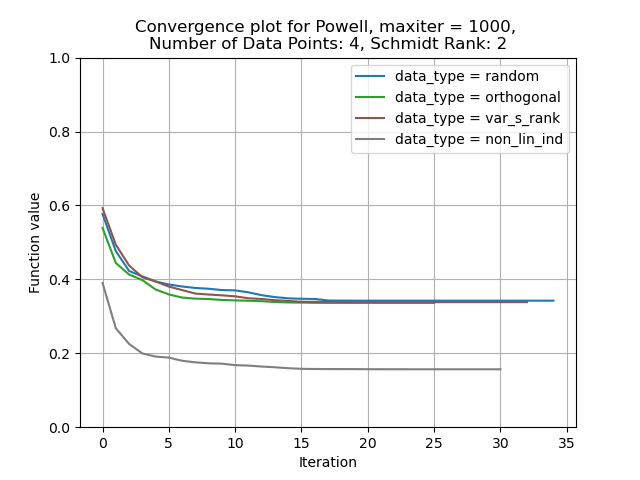 Convergence plot for Powell, maxiter = 1000,
Number of Data Points: 4, Schmidt Rank: 2
1.0
0.8
0.6
0.4
0.2
0.0
Function value
data_type = random
data_type = orthogonal
data_type = var_s_rank
data_type = non_lin_ind
0 5 10 15 20 25 30 35
Iteration